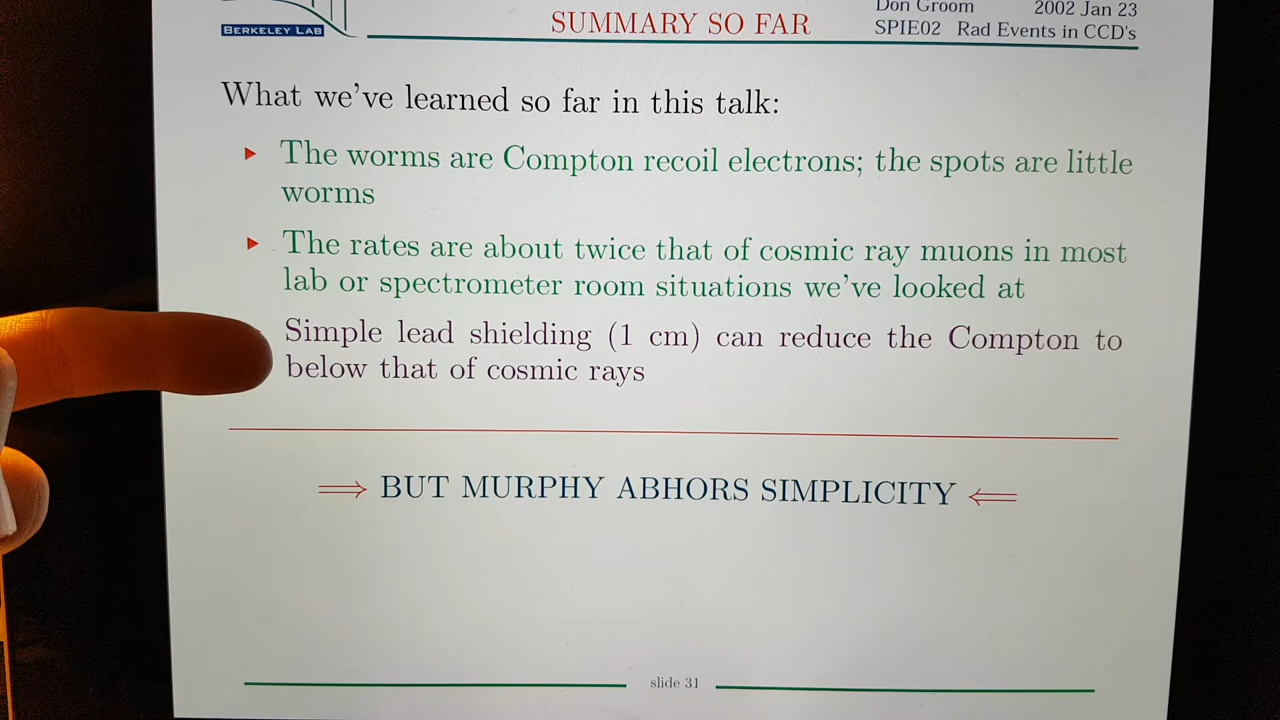 BERKELEY LAB
SUMMARY SO FAR
Don Groom 2002 Jan 23
SPIE02 Rad Events in CCD's
What we've learned so far in this talk:
The worms are Compton recoil electrons; the spots are little
worms
The rates are about twice that of cosmic ray muons in most
lab or spectrometer room situations we've looked at
Simple lead shielding (1 cm) can reduce the Compton to
below that of cosmic rays
⟹ BUT MURPHY ABHORS SIMPLICITY ⟸
slide 31